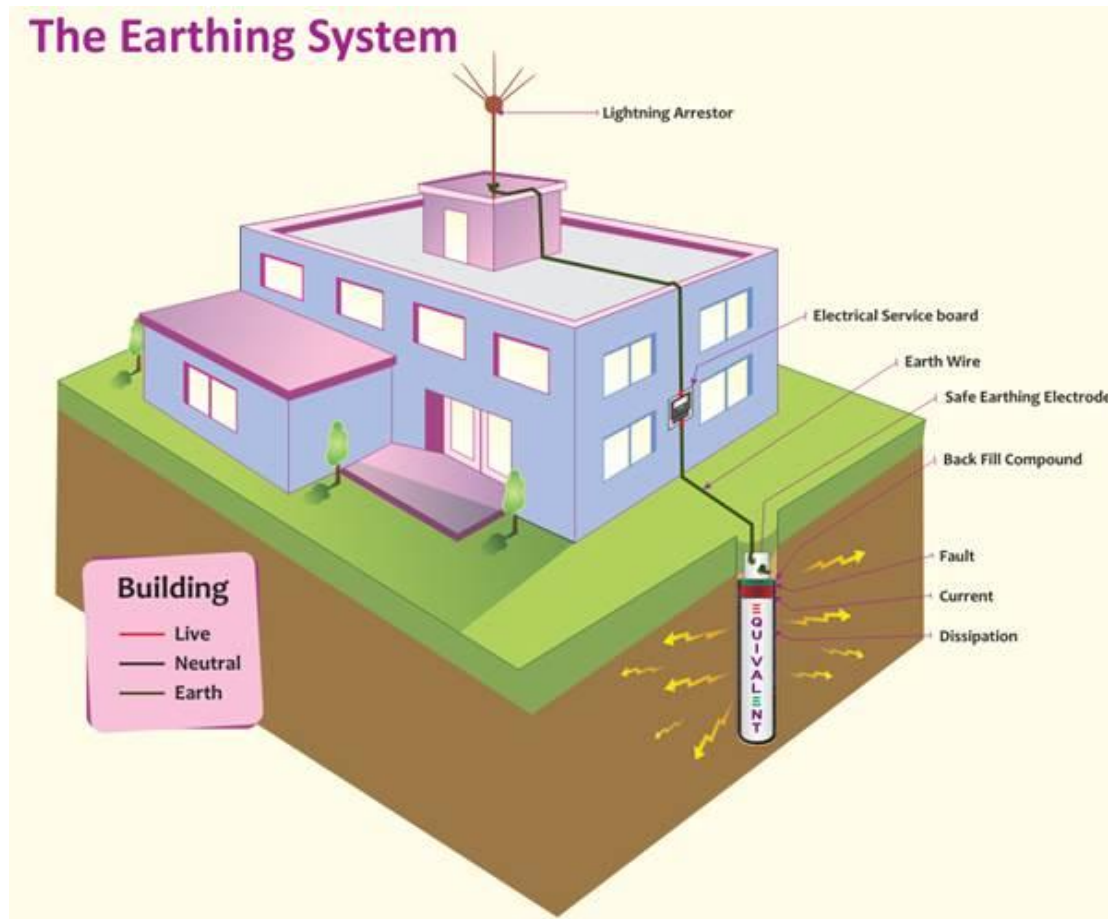 The Earthing System
Lightning Arrestor
Electrical Service board
Earth Wire
Safe Earthing Electrode
Back Fill Compound
Fault
Current
Dissipation
EQUIVALENT
Building
Live
Neutral
Earth